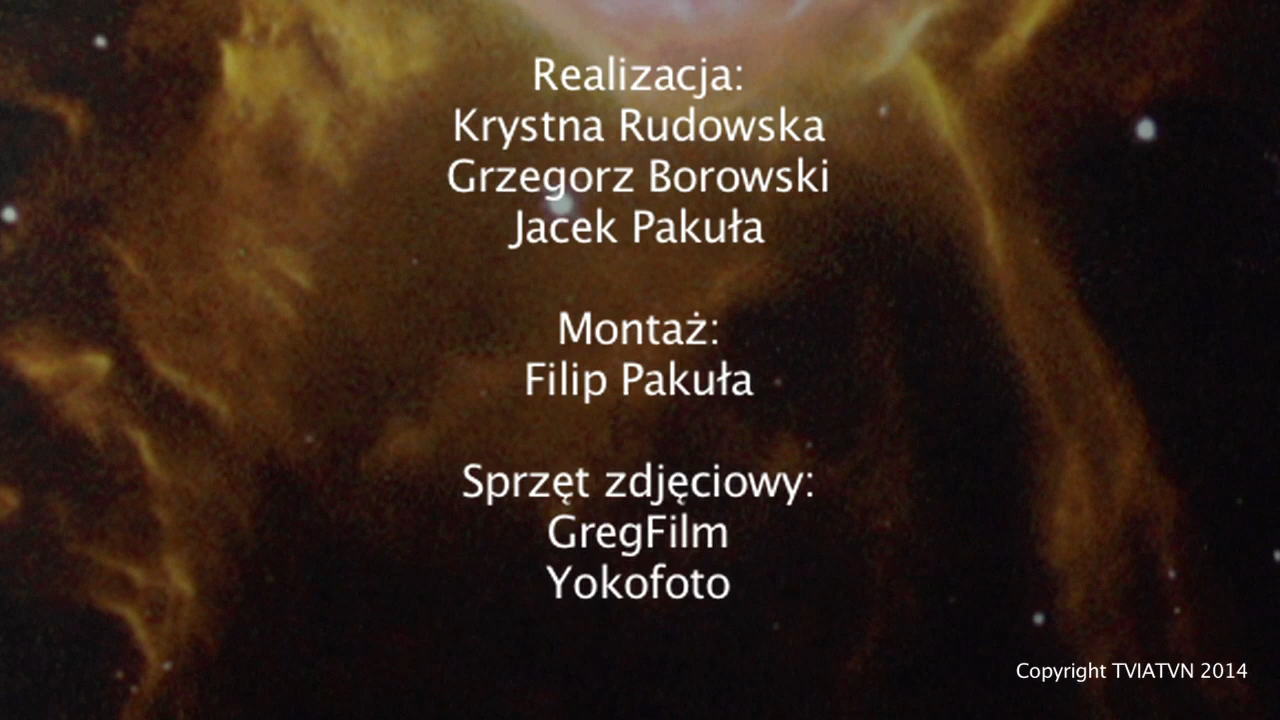 Realizacja:
Krystna Rudowska
Grzegorz Borowski
Jacek Pakuła
Montaż:
Filip Pakuła
Sprzęt zdjęciowy:
GregFilm
Yokofoto
Copyright TVIATVN 2014